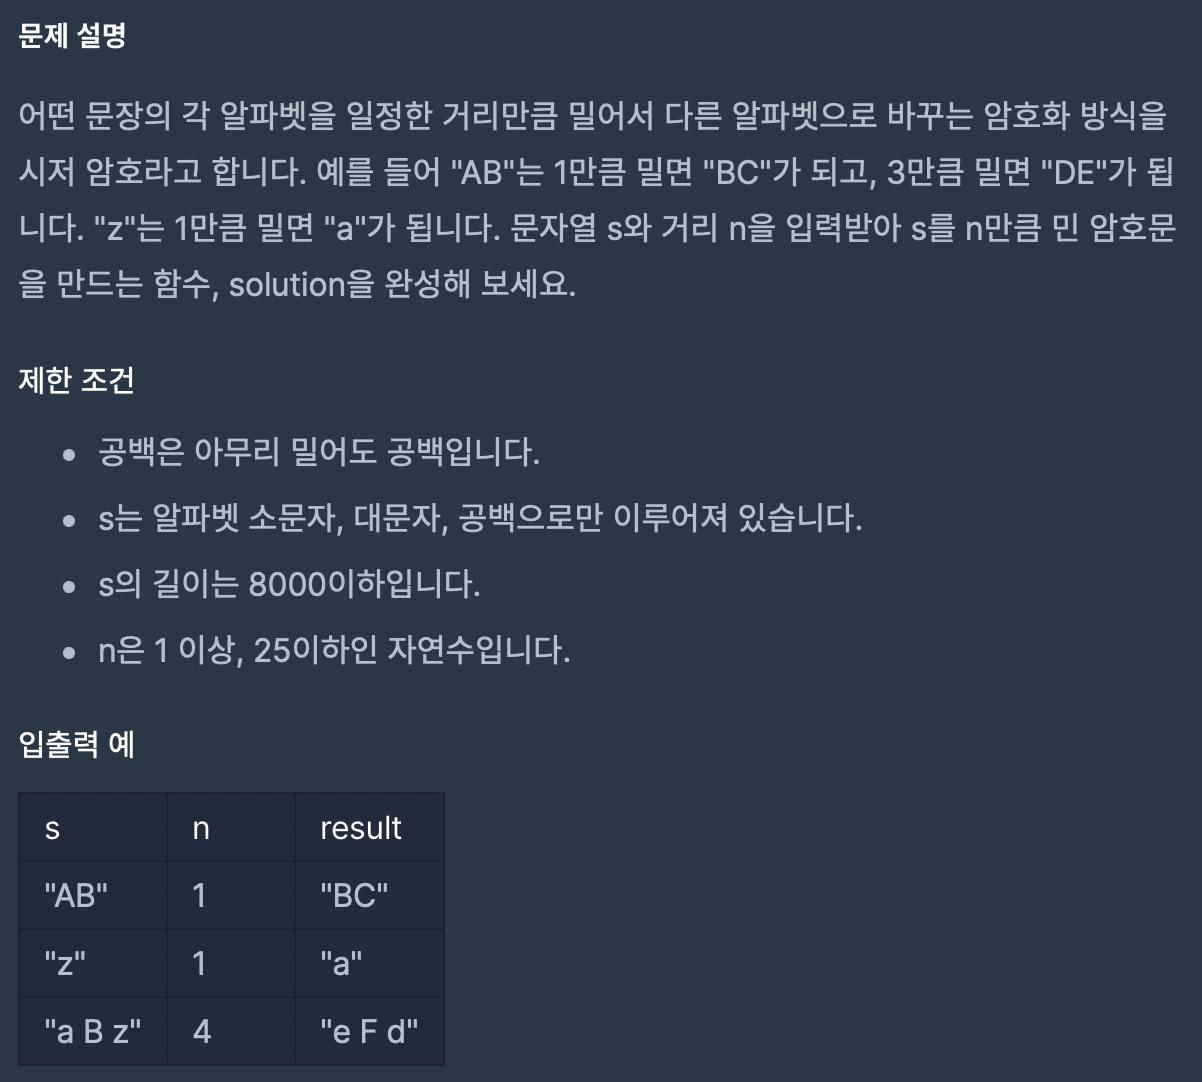 문제 설명
어떤 문장의 각 알파벳을 일정한 거리만큼 밀어서 다른 알파벳으로 바꾸는 암호화 방식을
시저 암호라고 합니다. 예를 들어 "AB"는 1만큼 밀면 "BC"가 되고, 3만큼 밀면 "DE"가 됩
니다. "z"는 1만큼 밀면 "a"가 됩니다. 문자열 s와 거리 n을 입력받아 s를 n만큼 민 암호문
을 만드는 함수, solution을 완성해 보세요.
제한 조건
• 공백은 아무리 밀어도 공백입니다.
• s는 알파벳 소문자, 대문자, 공백으로만 이루어져 있습니다.
• s의 길이는 8000이하입니다.
• n은 1 이상, 25이하인 자연수입니다.
입출력 예
s n result
"AB" 1 "BC"
"z" 1 "a"
"a B z" 4 "e F d"